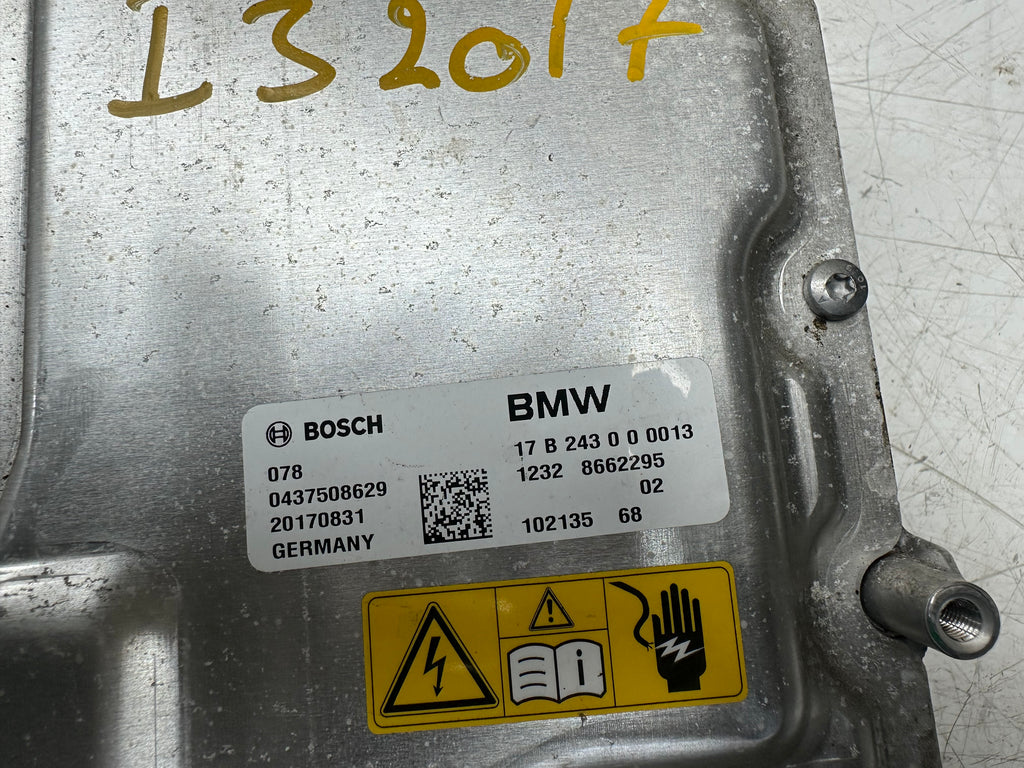 I3 2017
BOSCH
078
0437508629
20170831
GERMANY
BMW
17 B 243 0 0 0013
1232 8662295
02
102135 68